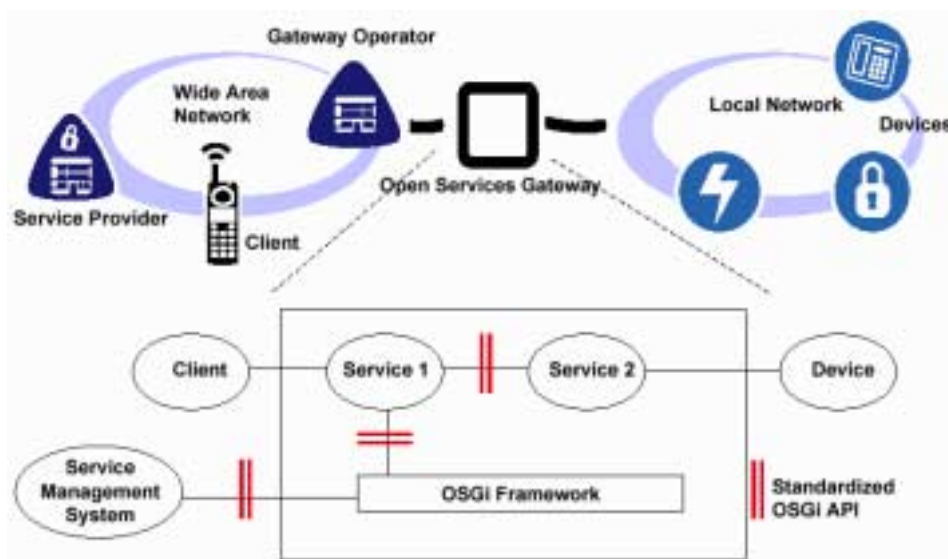 Gateway Operator
Wide Area
Network
Local Network
Devices
Open Services Gateway
Service Provider
Client
Client
Service 1
Service 2
Device
Service
Management
System
OSGi Framework
Standardized
OSGi API